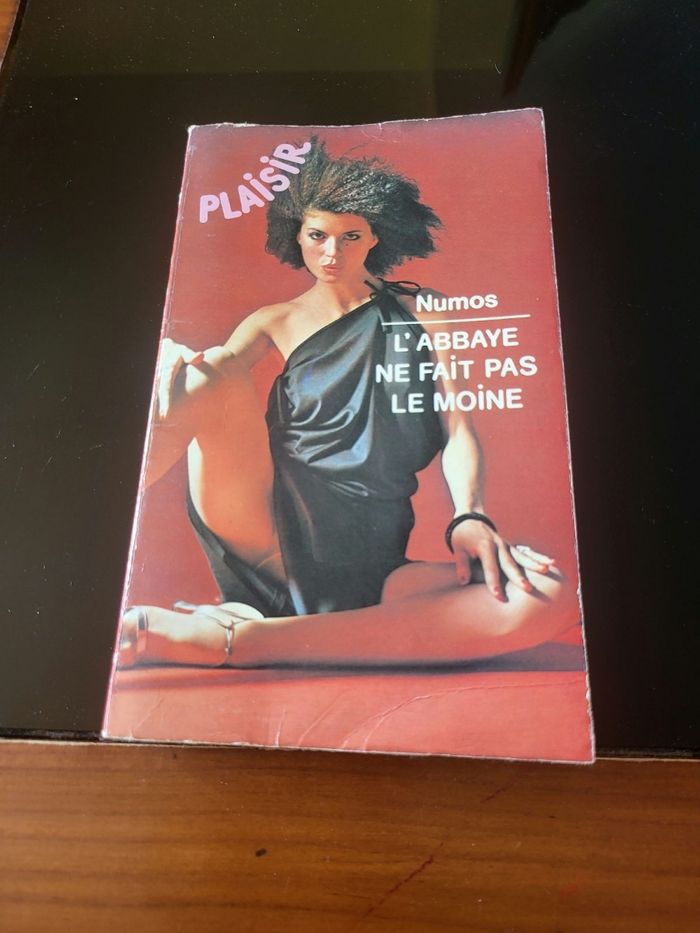 PLAiSiR
Numos
L'ABBAYE
NE FAiT PAS
LE MOiNE